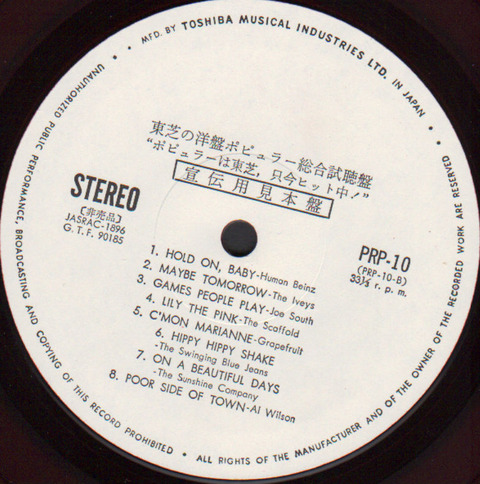 • MFD. BY TOSHIBA MUSICAL INDUSTRIES LTD. IN JAPAN •
東芝の洋盤ポピュラー総合試聴盤
“ポピュラーは東芝，只今ヒット中！”
宣伝用見本盤
STEREO
〔非売品〕
JASRAC-1896
G. T. F. 90185
PRP-10
(PRP-10-B)
33⅓ r. p. m.
1. HOLD ON, BABY-Human Beinz
2. MAYBE TOMORROW-The Iveys
3. GAMES PEOPLE PLAY-Joe South
4. LILY THE PINK-The Scaffold
5. C'MON MARIANNE-Grapefruit
6. HIPPY HIPPY SHAKE
-The Swinging Blue Jeans
7. ON A BEAUTIFUL DAYS
-The Sunshine Company
8. POOR SIDE OF TOWN-Al Wilson
• ALL RIGHTS OF THE MANUFACTURER AND OF THE OWNER OF THE RECORDED WORK ARE RESERVED •
UNAUTHORIZED PUBLIC PERFORMANCE, BROADCASTING AND COPYING OF THIS RECORD PROHIBITED